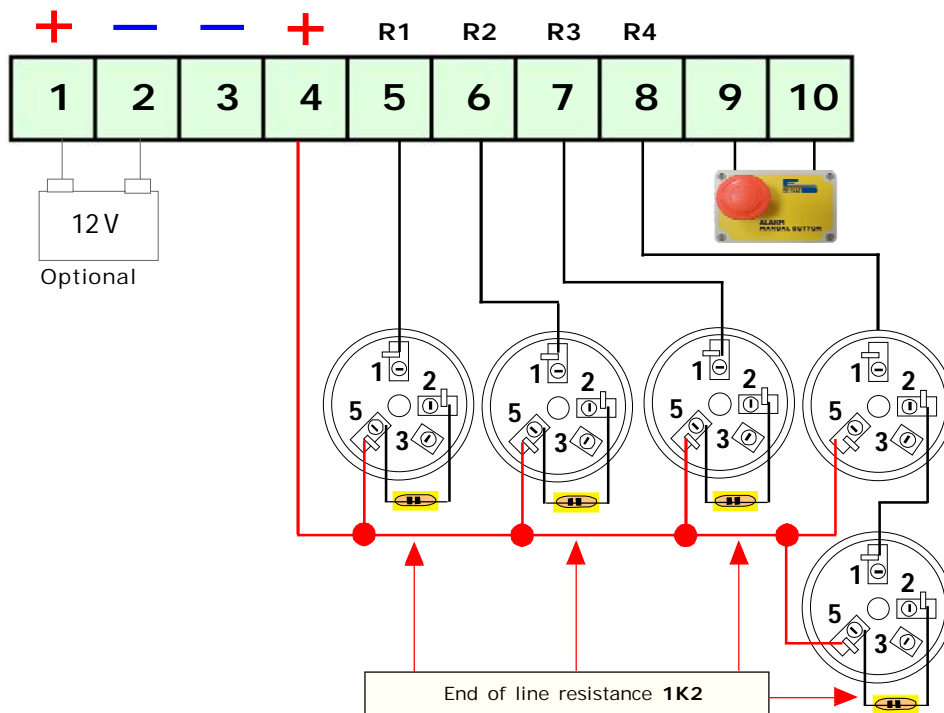 + — — + R1 R2 R3 R4
1 2 3 4 5 6 7 8 9 10
12V
Optional
ALARM
MANUAL BUTTON
1 2 5 3
1 2 5 3
1 2 5 3
1 2 5 3
1 2 5 3
End of line resistance 1K2